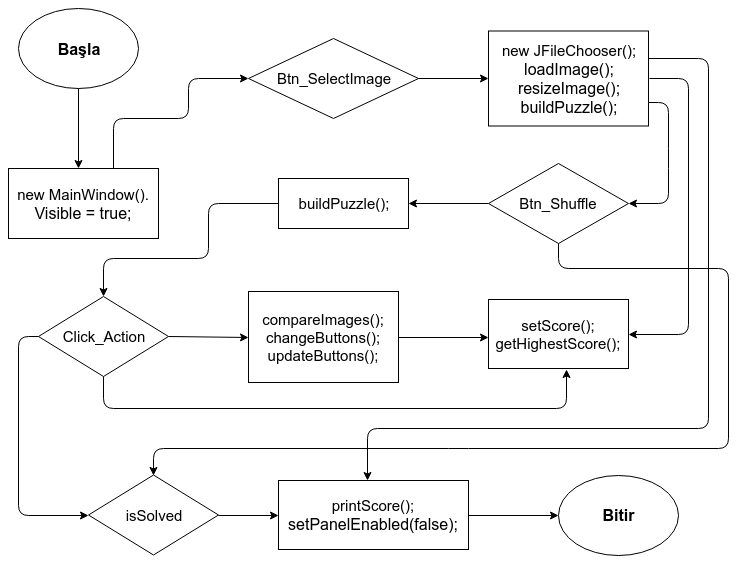 Başla
Btn_SelectImage
new JFileChooser();
loadImage();
resizeImage();
buildPuzzle();
new MainWindow().
Visible = true;
buildPuzzle();
Btn_Shuffle
Click_Action
compareImages();
changeButtons();
updateButtons();
setScore();
getHighestScore();
isSolved
printScore();
setPanelEnabled(false);
Bitir